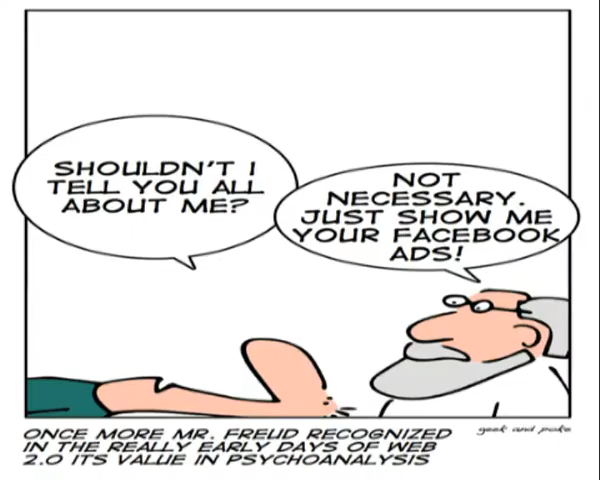 SHOULDN'T I
TELL YOU ALL
ABOUT ME?
NOT
NECESSARY.
JUST SHOW ME
YOUR FACEBOOK
ADS!
ONCE MORE MR. FREUD RECOGNIZED
IN THE REALLY EARLY DAYS OF WEB
2.0 ITS VALUE IN PSYCHOANALYSIS
geek and poke